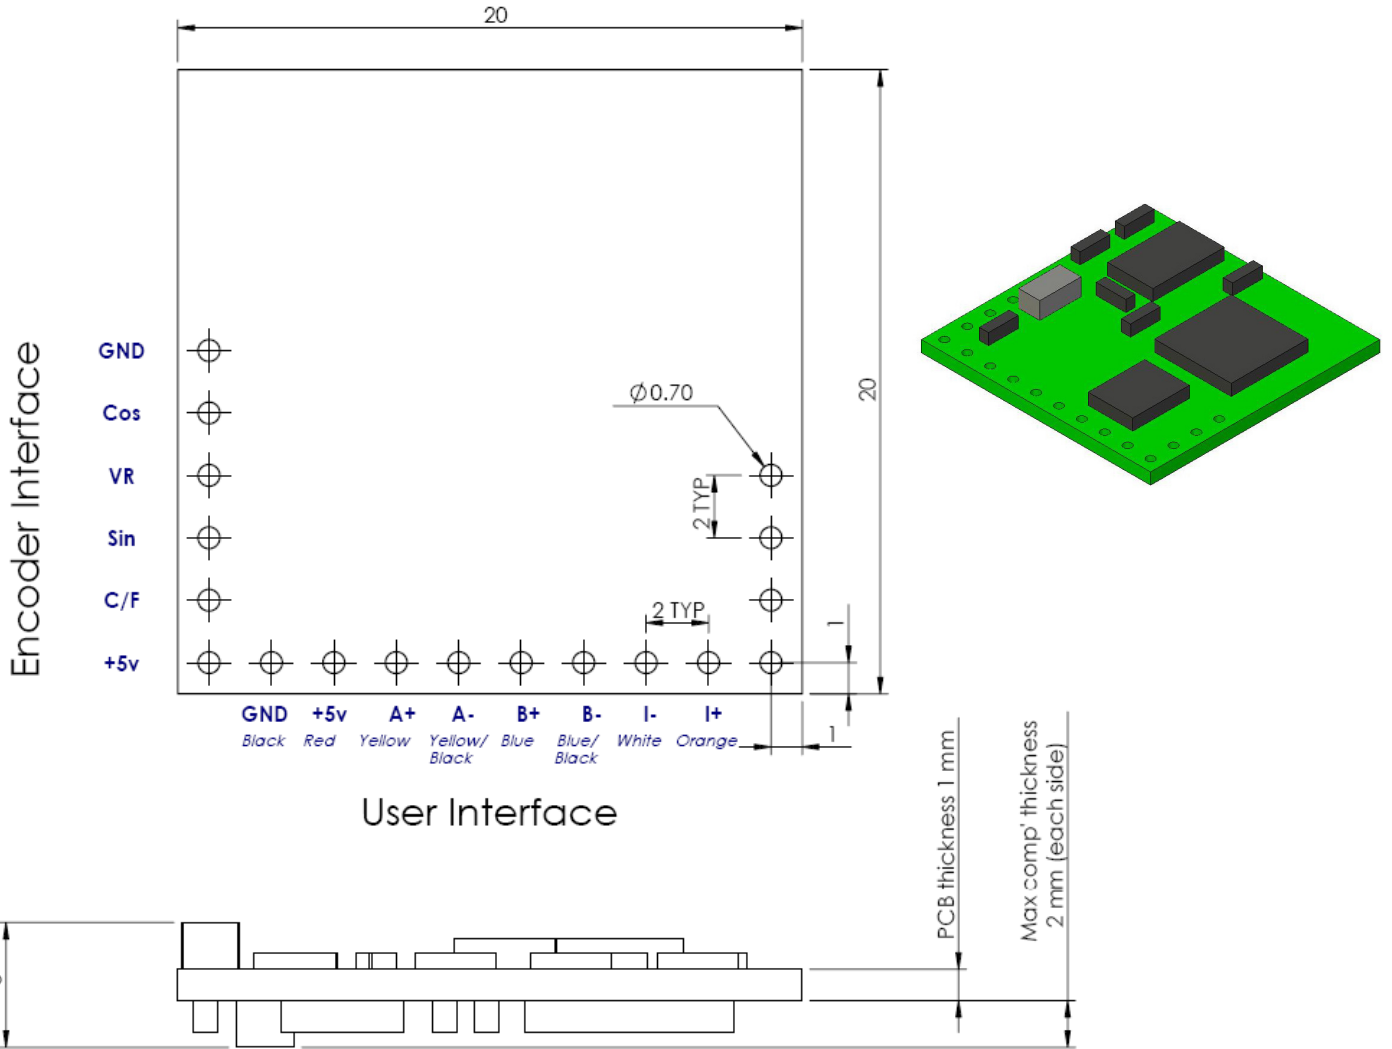 20
Encoder Interface
GND
Cos
VR
Sin
C/F
+5v
Ø0.70
2 TYP
2 TYP
20
1
1
GND +5v A+ A- B+ B- I- I+
Black Red Yellow Yellow/ Blue Blue/ White Orange
Black Black
User Interface
PCB thickness 1 mm
Max comp' thickness
2 mm (each side)